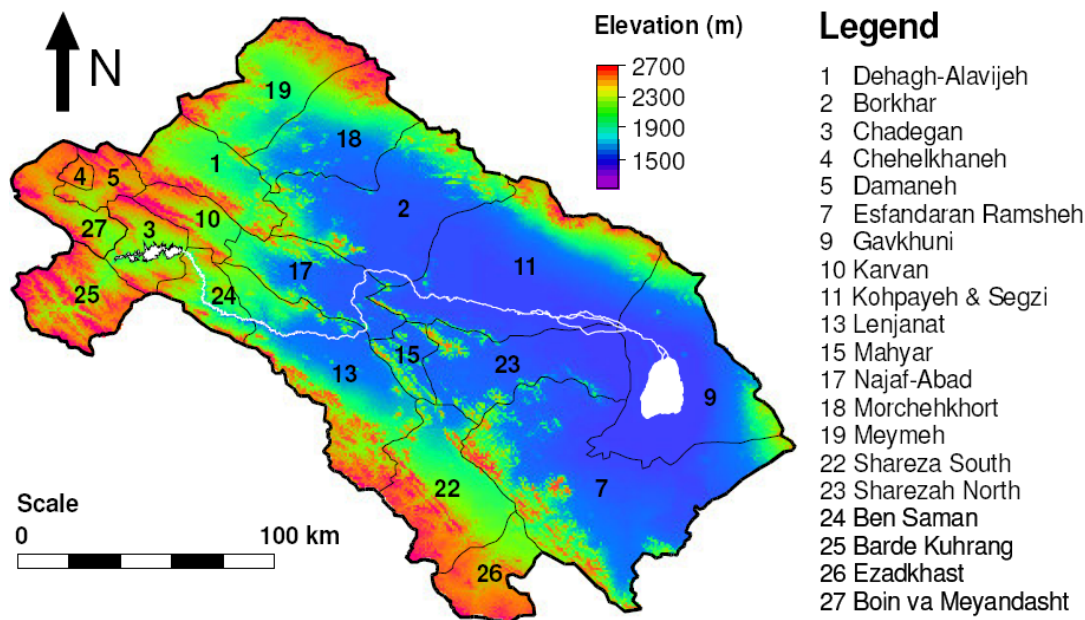 N
Elevation (m)
2700
2300
1900
1500
19
18
1
4
5
2
10
27
3
11
17
25
24
15
23
13
9
22
7
26
Scale
0 100 km
Legend
1 Dehagh-Alavijeh
2 Borkhar
3 Chadegan
4 Chehelkhaneh
5 Damaneh
7 Esfandaran Ramsheh
9 Gavkhuni
10 Karvan
11 Kohpayeh & Segzi
13 Lenjanat
15 Mahyar
17 Najaf-Abad
18 Morchehkhort
19 Meymeh
22 Shareza South
23 Sharezah North
24 Ben Saman
25 Barde Kuhrang
26 Ezadkhast
27 Boin va Meyandasht